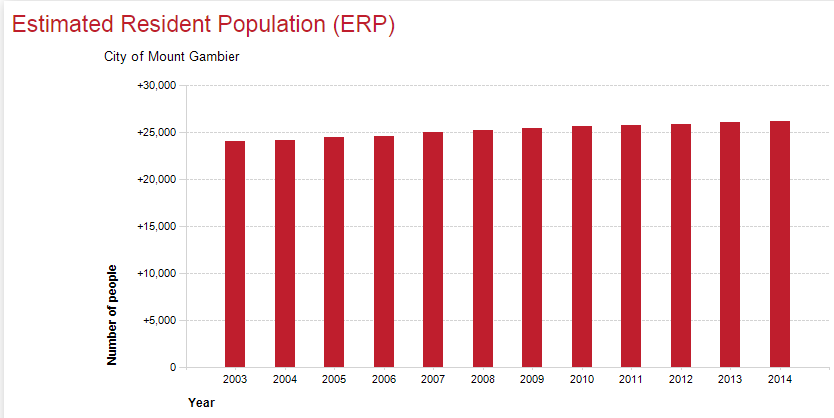 Estimated Resident Population (ERP)
City of Mount Gambier
+30,000
+25,000
+20,000
+15,000
+10,000
+5,000
0
Number of people
2003 2004 2005 2006 2007 2008 2009 2010 2011 2012 2013 2014
Year